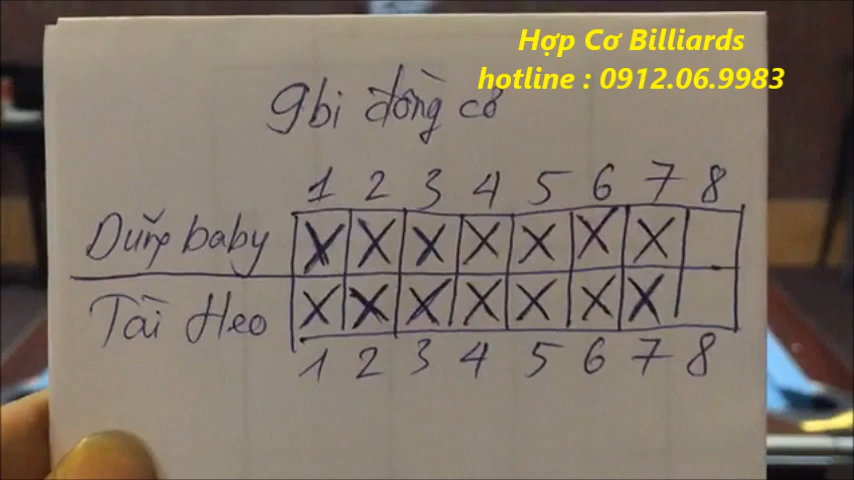 Hợp Cơ Billiards
hotline : 0912.06.9983
9bi đồng cơ
1 2 3 4 5 6 7 8
Dũng baby X X X X X X X
Tài Heo X X X X X X X
1 2 3 4 5 6 7 8